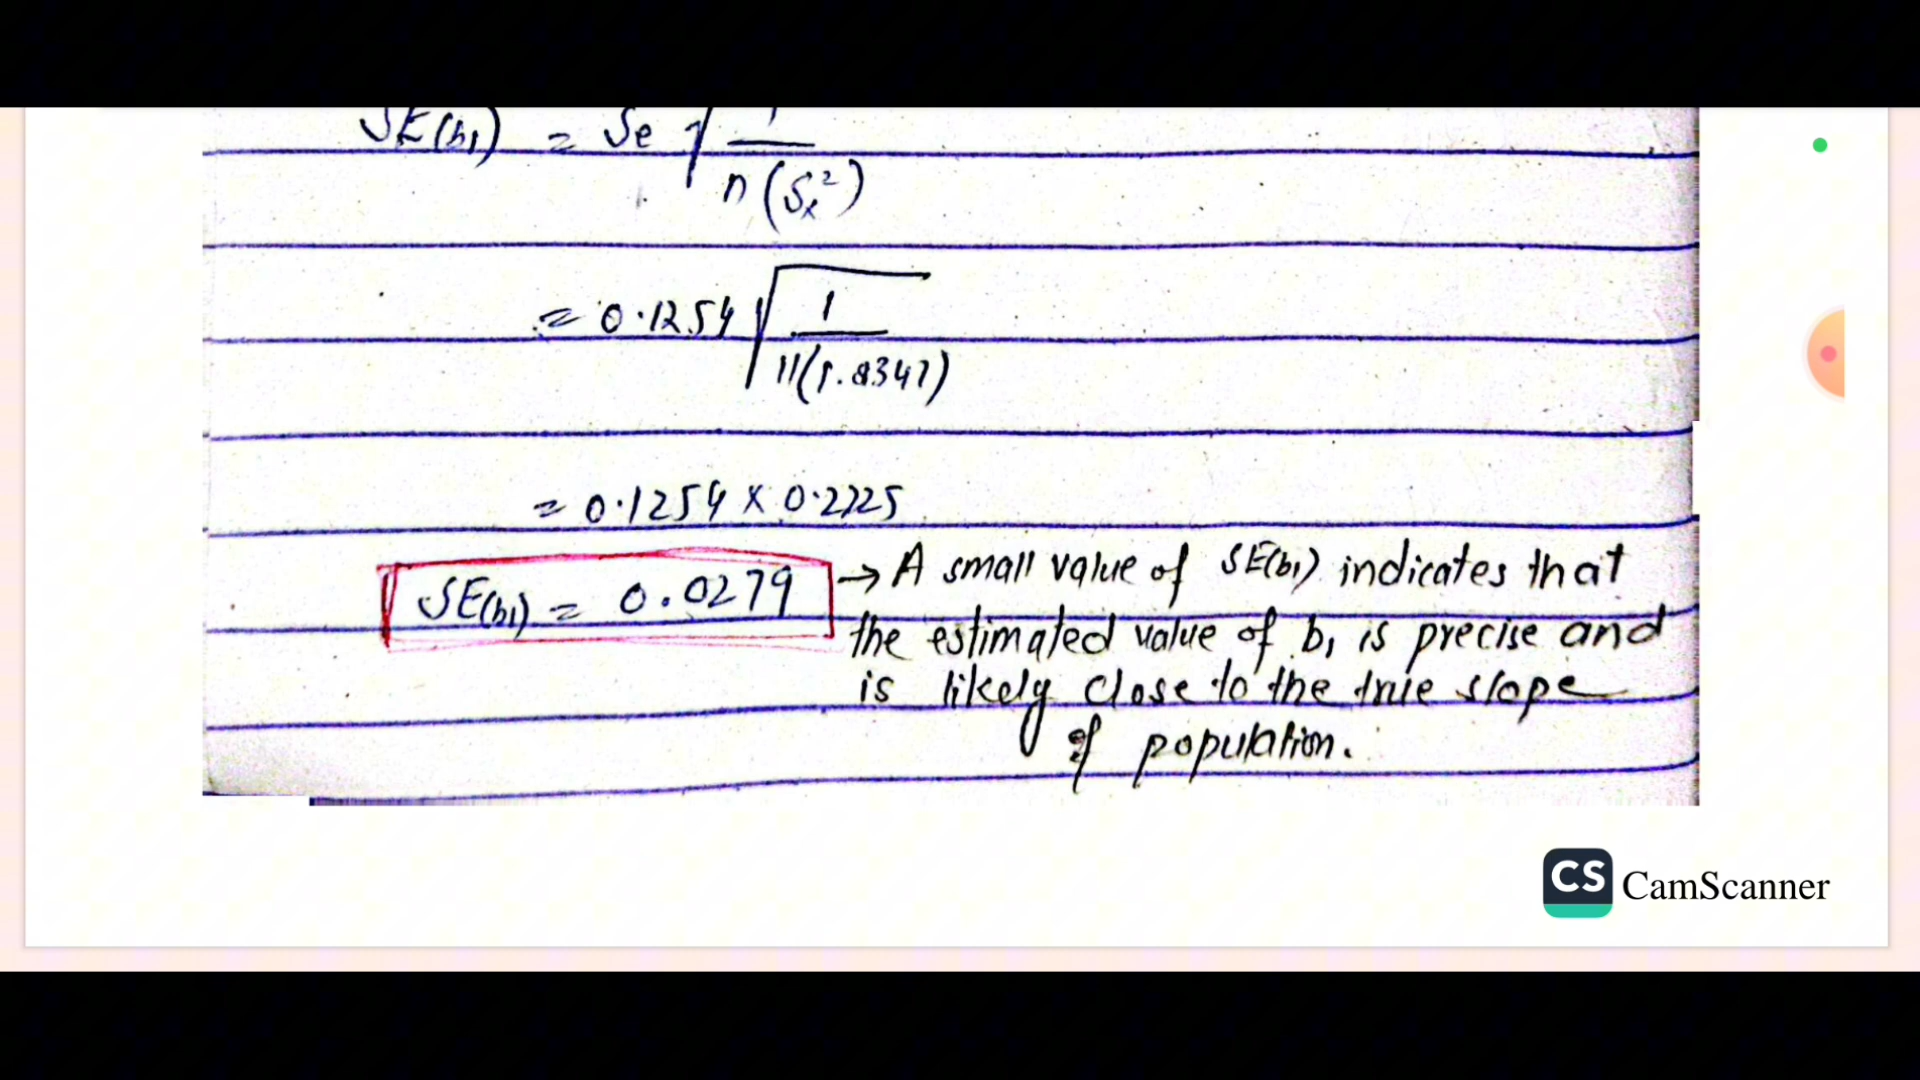 SE(b₁) = Se √ 1 / n(Sx²)
= 0.1254 √ 1 / 11(1.8347)
= 0.1254 x 0.2225
SE(b₁) = 0.0279 → A small value of SE(b₁) indicates that
the estimated value of b₁ is precise and
is likely close to the true slope
of population.
CS CamScanner